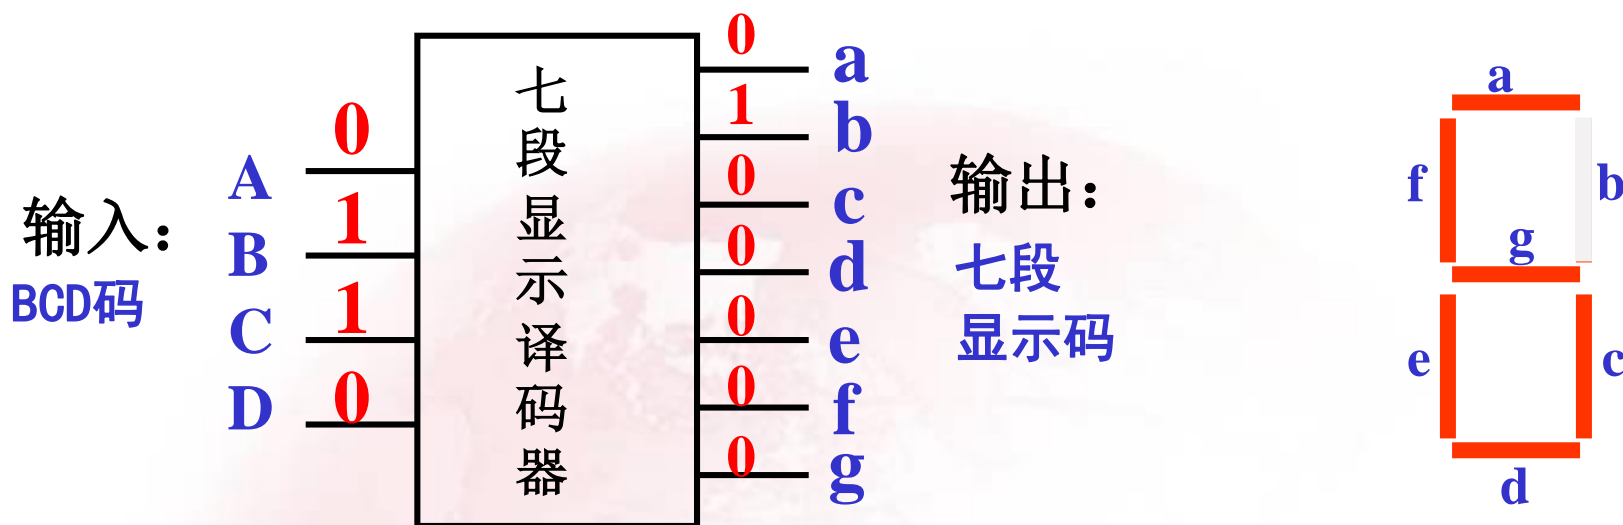 输入：
BCD码
A 0
B 1
C 1
D 0
七段显示译码器
0 a
1 b
0 c
0 d
0 e
0 f
0 g
输出：
七段
显示码
a
f
b
g
e
c
d